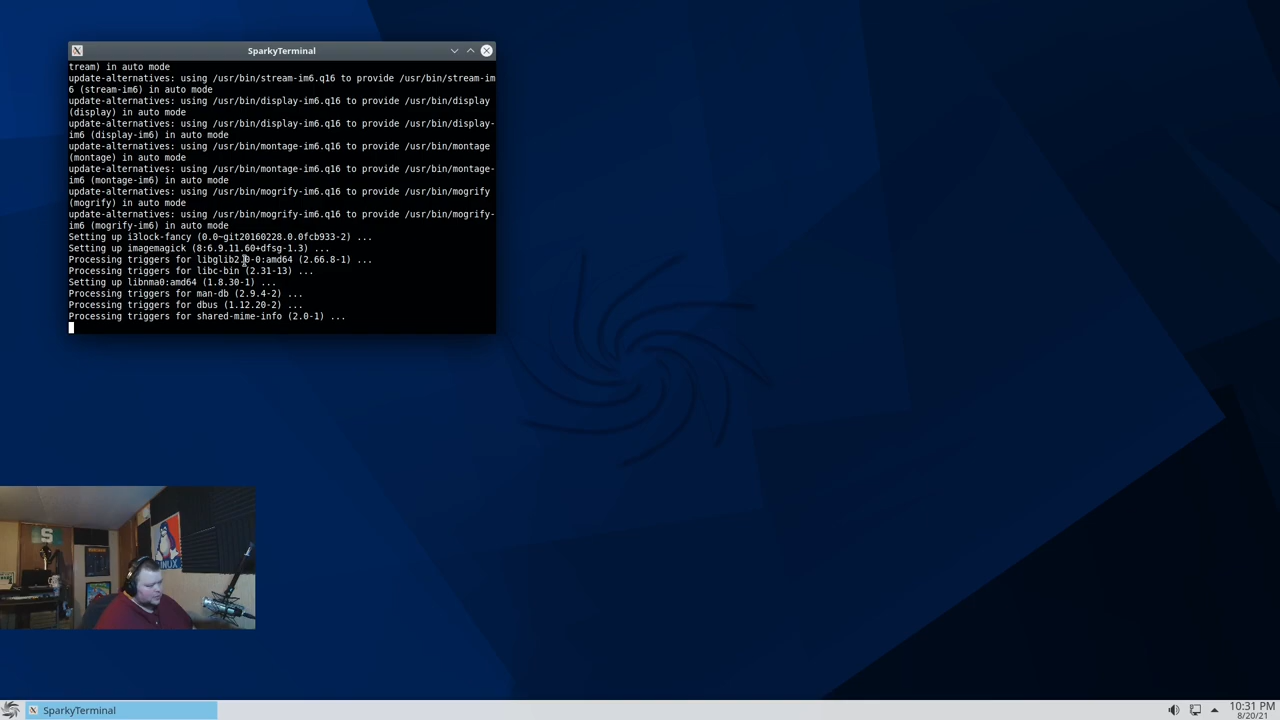 SparkyTerminal
tream) in auto mode
update-alternatives: using /usr/bin/stream-im6.q16 to provide /usr/bin/stream-im
6 (stream-im6) in auto mode
update-alternatives: using /usr/bin/display-im6.q16 to provide /usr/bin/display
(display) in auto mode
update-alternatives: using /usr/bin/display-im6.q16 to provide /usr/bin/display-
im6 (display-im6) in auto mode
update-alternatives: using /usr/bin/montage-im6.q16 to provide /usr/bin/montage
(montage) in auto mode
update-alternatives: using /usr/bin/montage-im6.q16 to provide /usr/bin/montage-
im6 (montage-im6) in auto mode
update-alternatives: using /usr/bin/mogrify-im6.q16 to provide /usr/bin/mogrify
(mogrify) in auto mode
update-alternatives: using /usr/bin/mogrify-im6.q16 to provide /usr/bin/mogrify-
im6 (mogrify-im6) in auto mode
Setting up i3lock-fancy (0.0~git20160228.0.0fcb933-2) ...
Setting up imagemagick (8:6.9.11.60+dfsg-1.3) ...
Processing triggers for libglib2.0-0:amd64 (2.66.8-1) ...
Processing triggers for libc-bin (2.31-13) ...
Setting up libnma0:amd64 (1.8.30-1) ...
Processing triggers for man-db (2.9.4-2) ...
Processing triggers for dbus (1.12.20-2) ...
Processing triggers for shared-mime-info (2.0-1) ...
S
LINUX
SparkyTerminal
10:31 PM
8/20/21